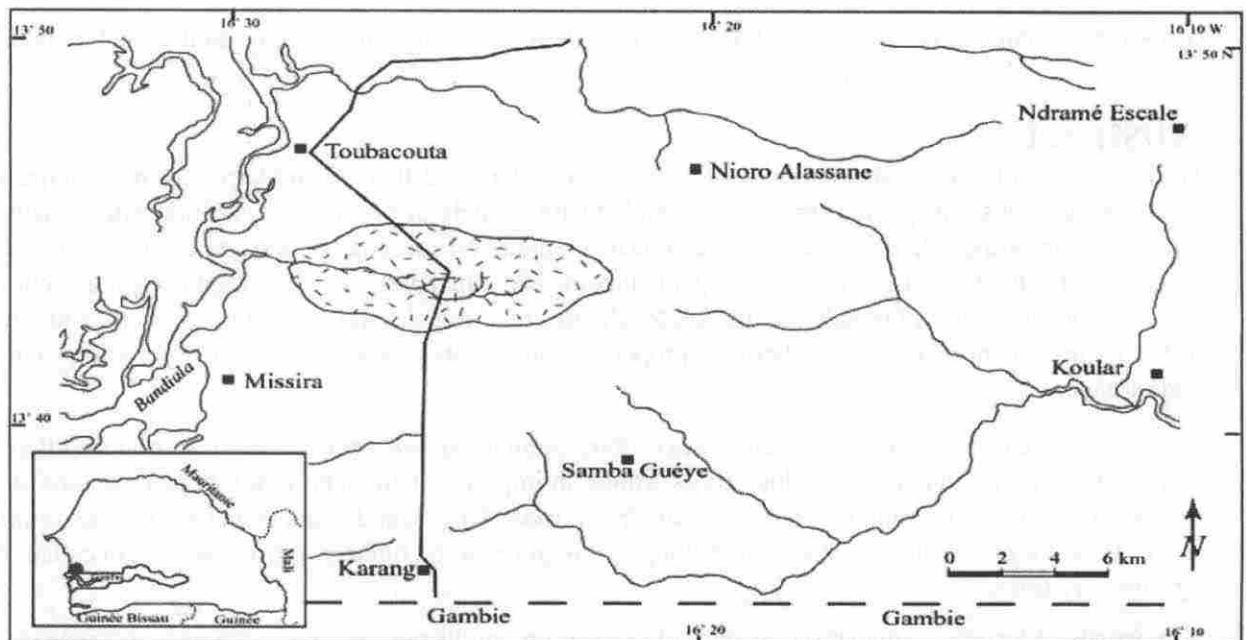 16° 30
16° 20
16° 10 W
13° 50
13° 50 N
Ndramé Escale
Toubacouta
Nioro Alassane
Koular
Missira
Bandiala
13° 40
Samba Guéye
Mauritanie
Mali
N
0 2 4 6 km
Karang
Guinée Bissau
Guinée
Gambie
Gambie
16° 20
16° 10